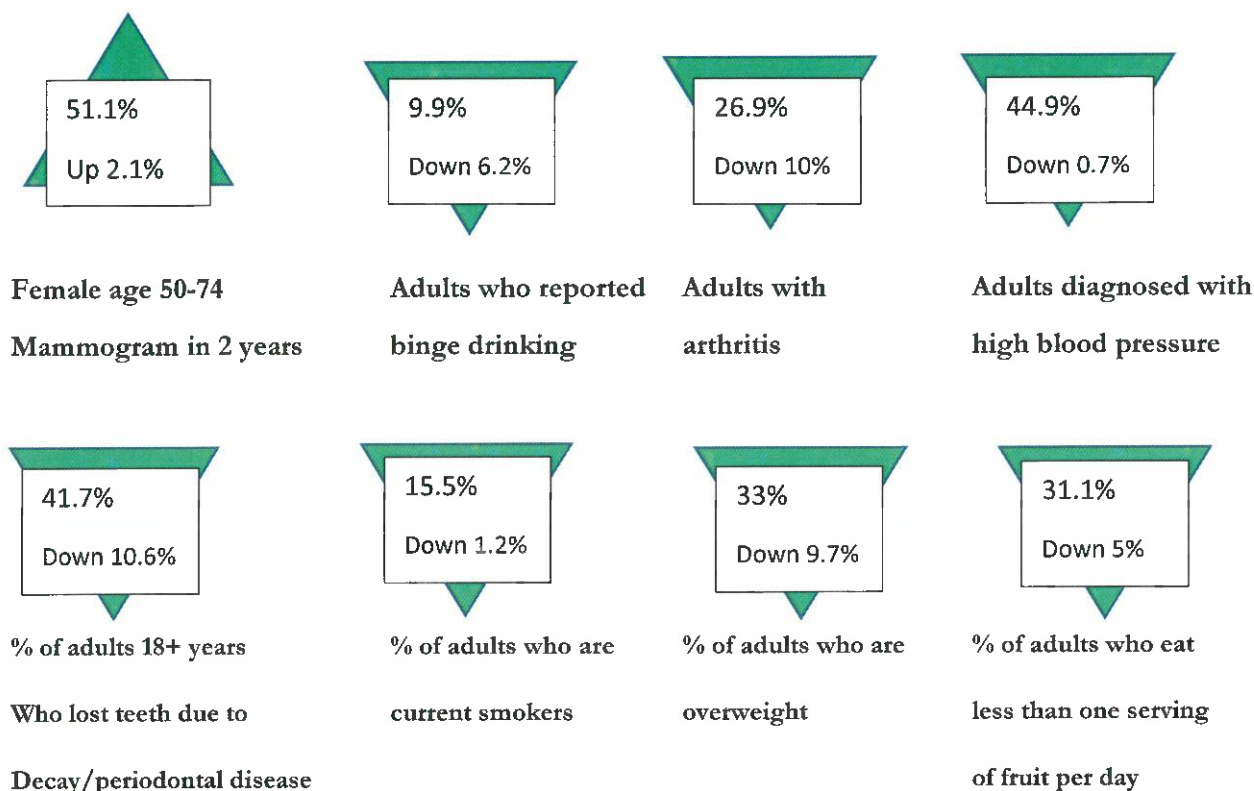 51.1%
Up 2.1%
Female age 50-74
Mammogram in 2 years
9.9%
Down 6.2%
Adults who reported
binge drinking
26.9%
Down 10%
Adults with
arthritis
44.9%
Down 0.7%
Adults diagnosed with
high blood pressure
41.7%
Down 10.6%
% of adults 18+ years
Who lost teeth due to
Decay/periodontal disease
15.5%
Down 1.2%
% of adults who are
current smokers
33%
Down 9.7%
% of adults who are
overweight
31.1%
Down 5%
% of adults who eat
less than one serving
of fruit per day